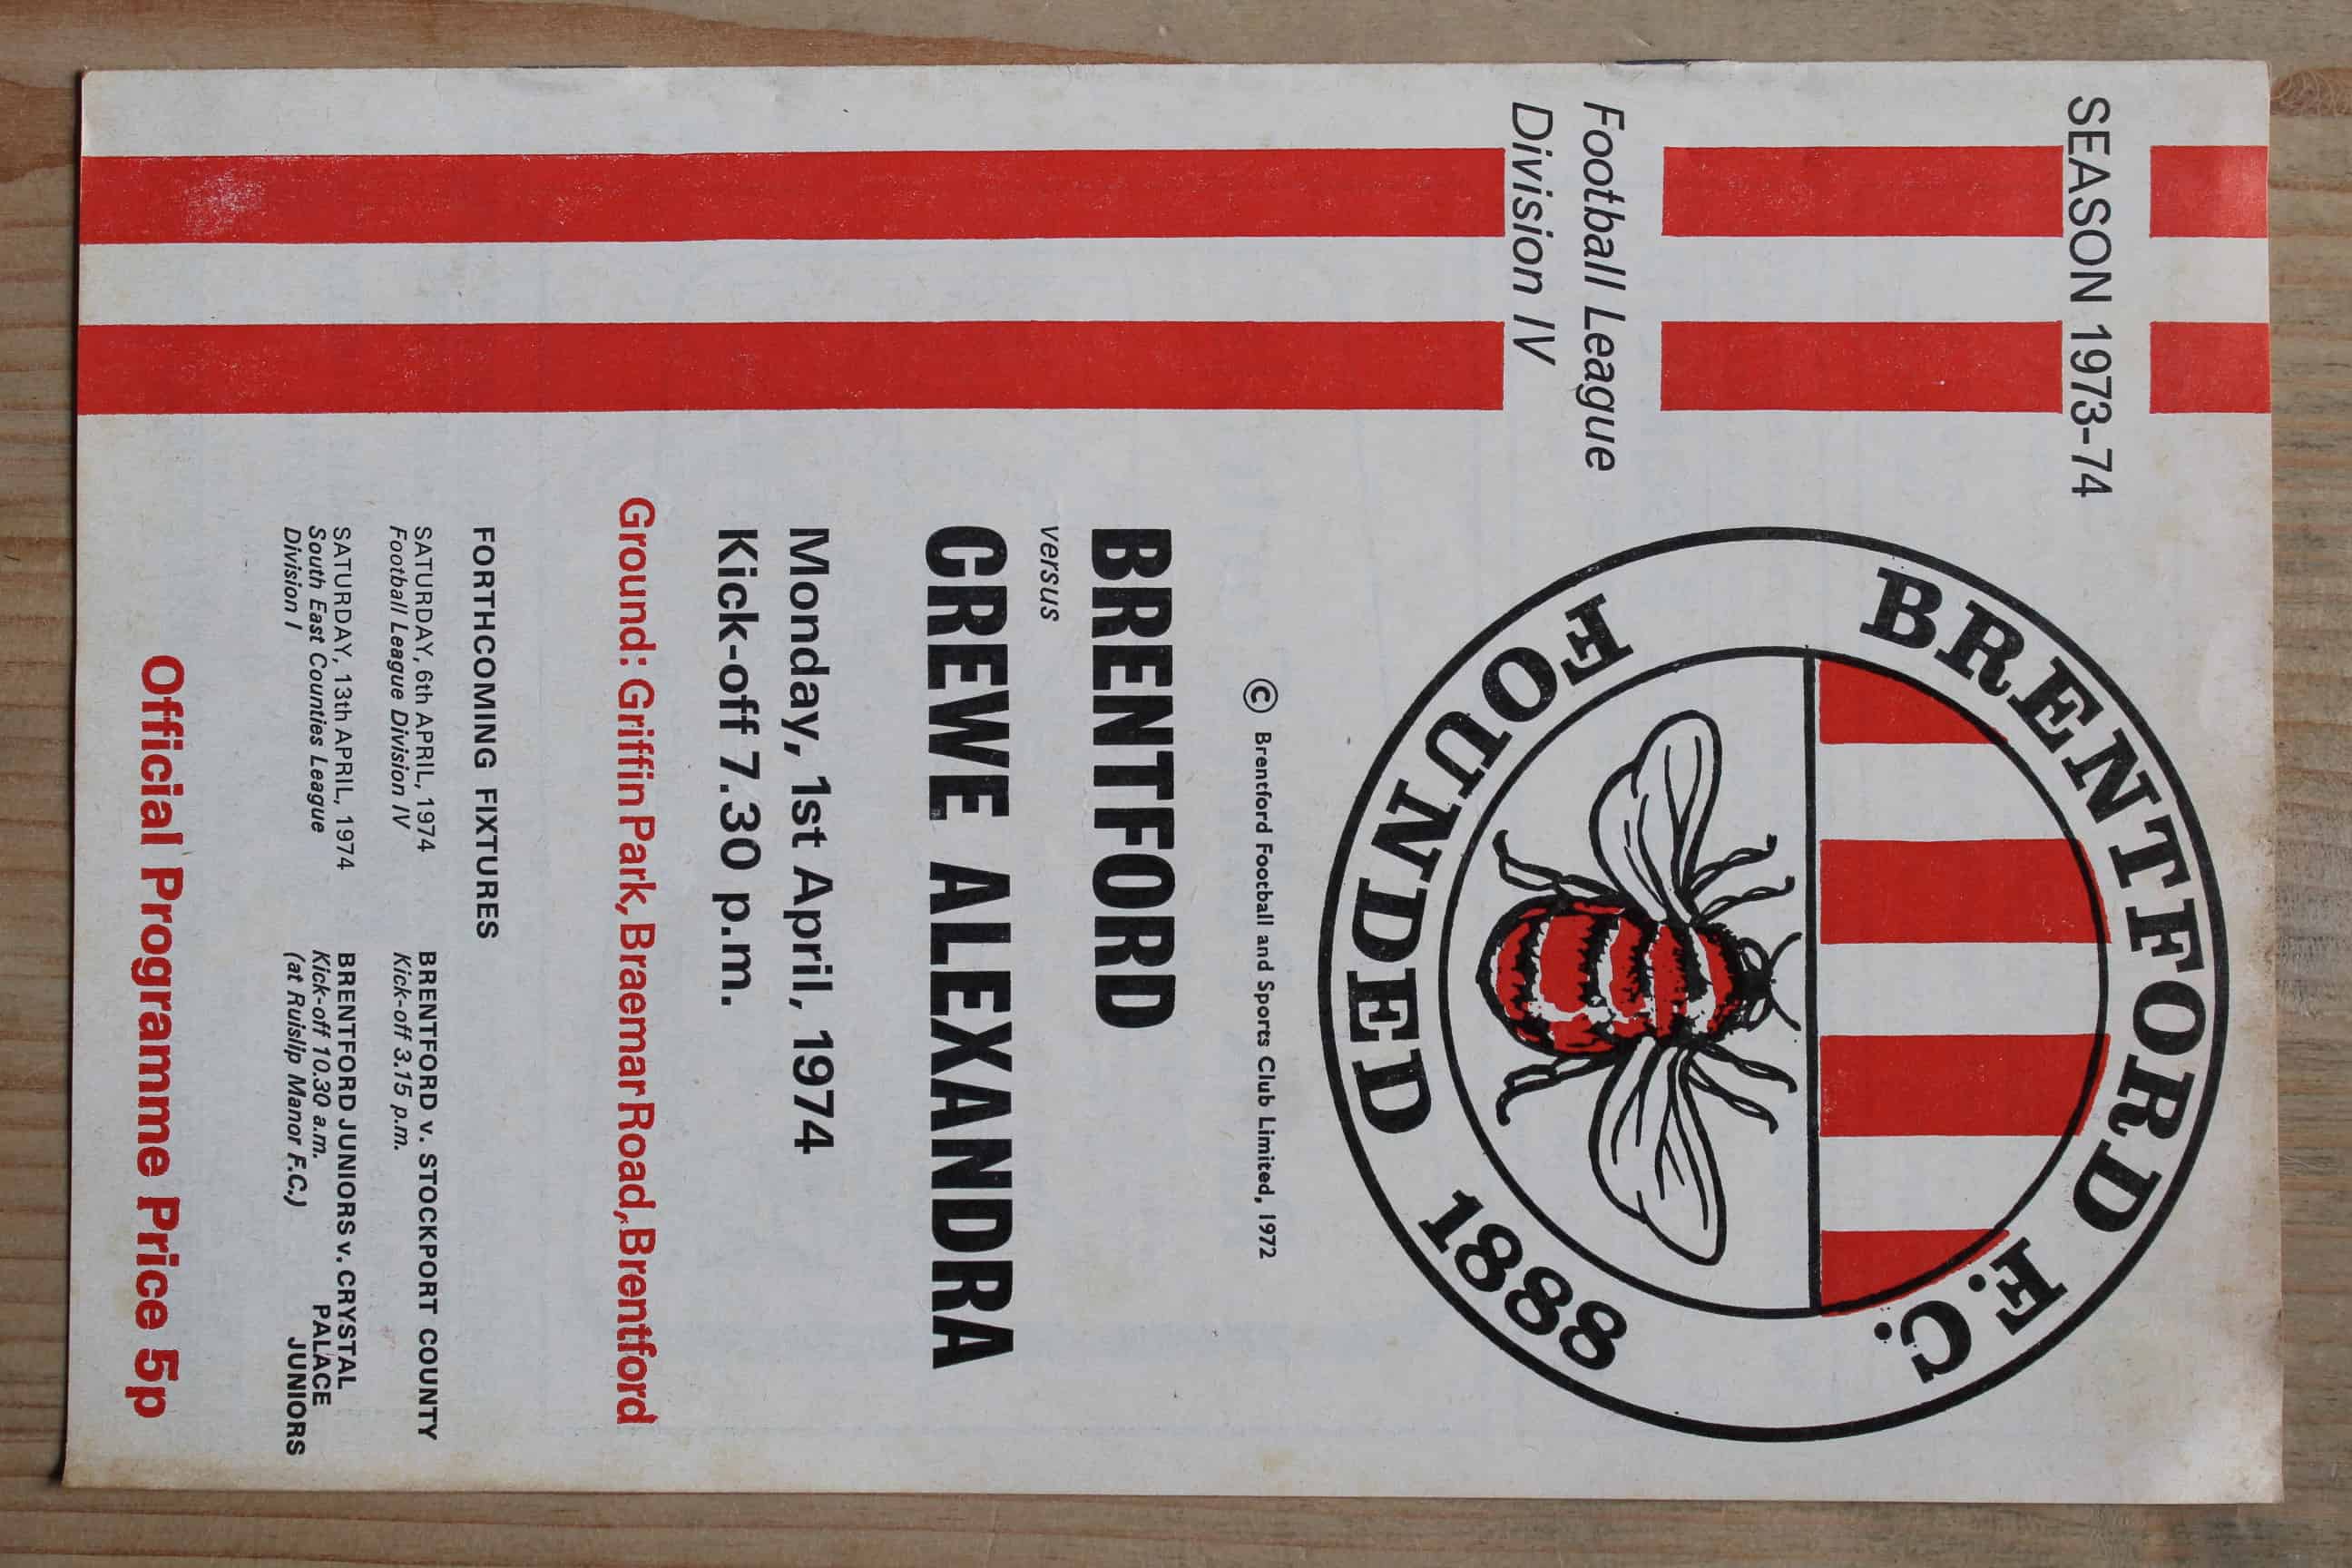 SEASON 1973-74
Football League
Division IV
BRENTFORD F.C.
FOUNDED 1888
© Brentford Football and Sports Club Limited, 1972
BRENTFORD
versus
CREWE ALEXANDRA
Monday, 1st April, 1974
Kick-off 7.30 p.m.
Ground: Griffin Park, Braemar Road, Brentford
FORTHCOMING FIXTURES
SATURDAY, 6th APRIL, 1974 BRENTFORD v. STOCKPORT COUNTY
Football League Division IV Kick-off 3.15 p.m.
SATURDAY, 13th APRIL, 1974 BRENTFORD JUNIORS v. CRYSTAL
South East Counties League Kick-off 10.30 a.m. PALACE
Division I (at Ruislip Manor F.C.) JUNIORS
Official Programme Price 5p